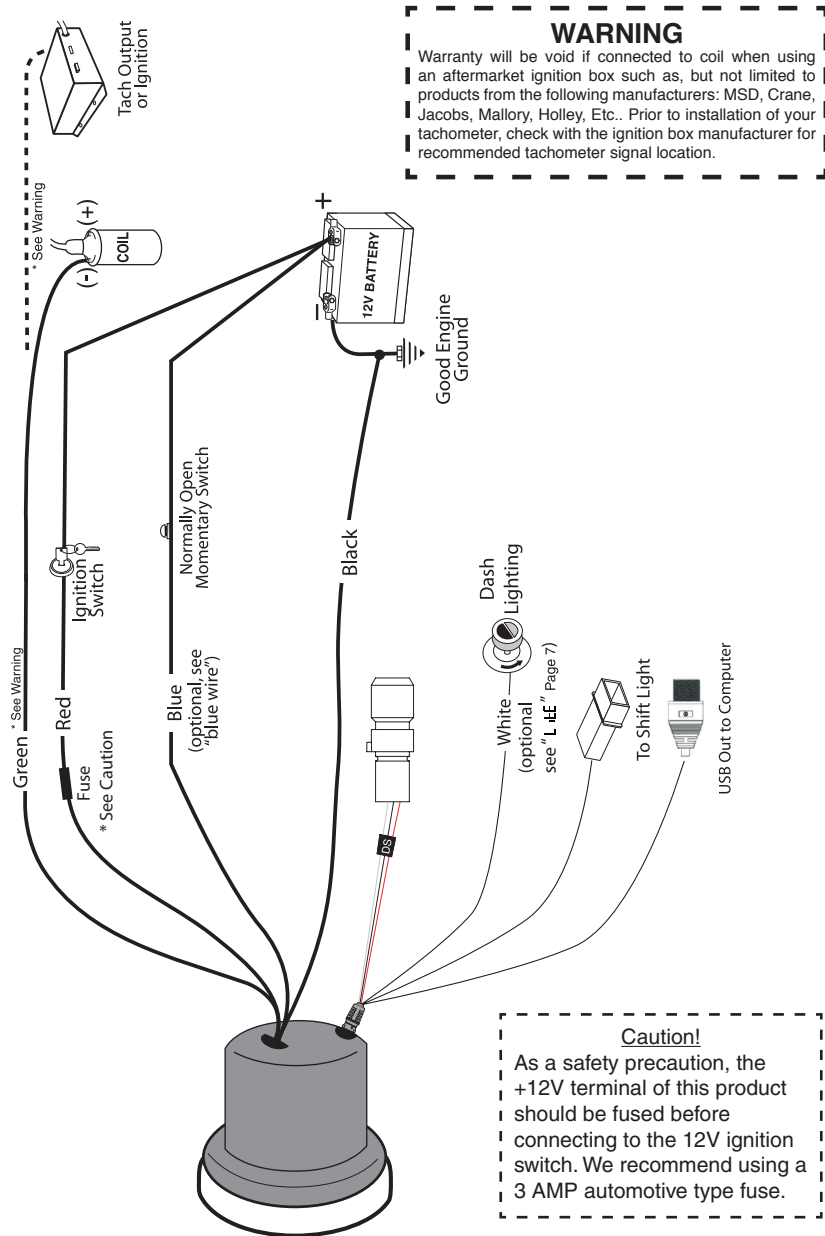 WARNING
Warranty will be void if connected to coil when using
an aftermarket ignition box such as, but not limited to
products from the following manufacturers: MSD, Crane,
Jacobs, Mallory, Holley, Etc.. Prior to installation of your
tachometer, check with the ignition box manufacturer for
recommended tachometer signal location.
Tach Output
or Ignition
* See Warning
(-)
(+)
COIL
+
–
12V BATTERY
Good Engine
Ground
Green * See Warning
Red
Ignition
Switch
Fuse
* See Caution
Blue
(optional, see
"blue wire")
Normally Open
Momentary Switch
Black
DS
White
(optional
see " " Page 7)
Dash
Lighting
To Shift Light
USB Out to Computer
Caution!
As a safety precaution, the
+12V terminal of this product
should be fused before
connecting to the 12V ignition
switch. We recommend using a
3 AMP automotive type fuse.